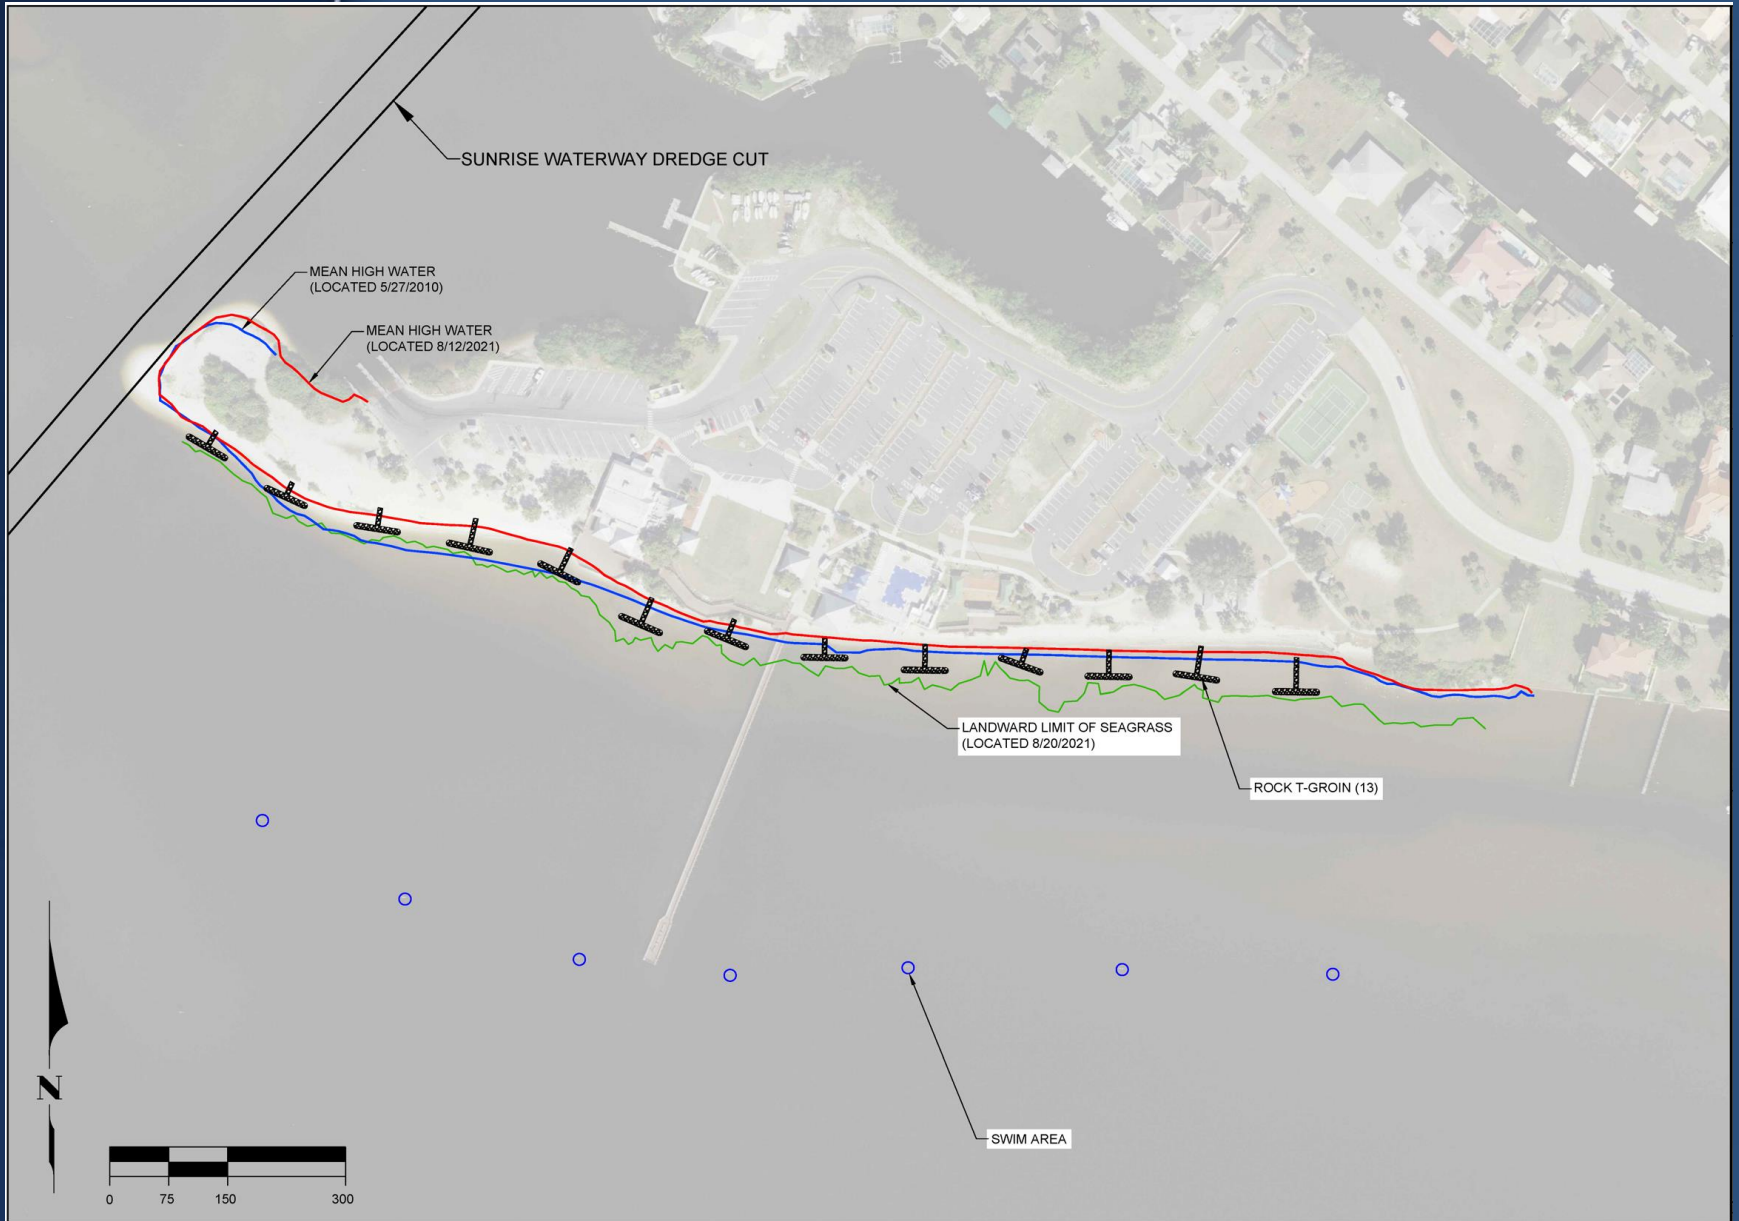 SUNRISE WATERWAY DREDGE CUT
MEAN HIGH WATER
(LOCATED 5/27/2010)
MEAN HIGH WATER
(LOCATED 8/12/2021)
LANDWARD LIMIT OF SEAGRASS
(LOCATED 8/20/2021)
ROCK T-GROIN (13)
SWIM AREA
N
0 75 150 300